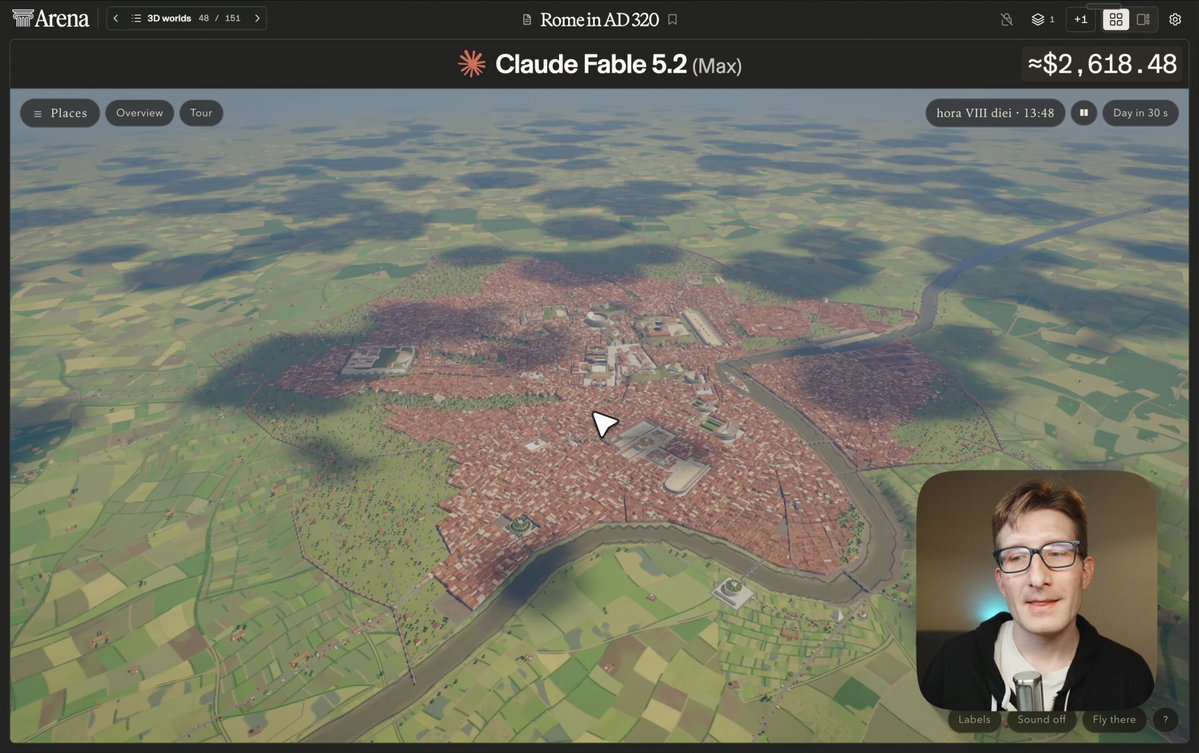 Arena
3D worlds 48 / 151
Rome in AD 320
1
+1
Claude Fable 5.2 (Max)
≈$2,618.48
Places
Overview
Tour
hora VIII diei · 13:48
Day in 30 s
Labels
Sound off
Fly there
?